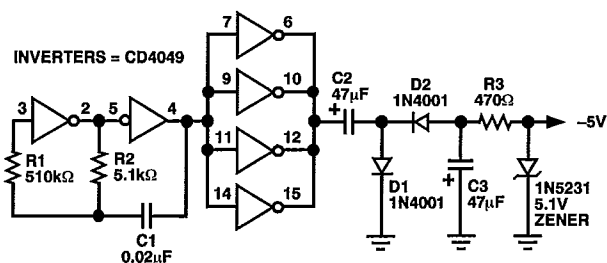 INVERTERS = CD4049
3
2
5
4
7
6
9
10
11
12
14
15
R1
510kΩ
R2
5.1kΩ
C1
0.02μF
C2
47μF
+
D2
1N4001
R3
470Ω
–5V
D1
1N4001
+
C3
47μF
1N5231
5.1V
ZENER